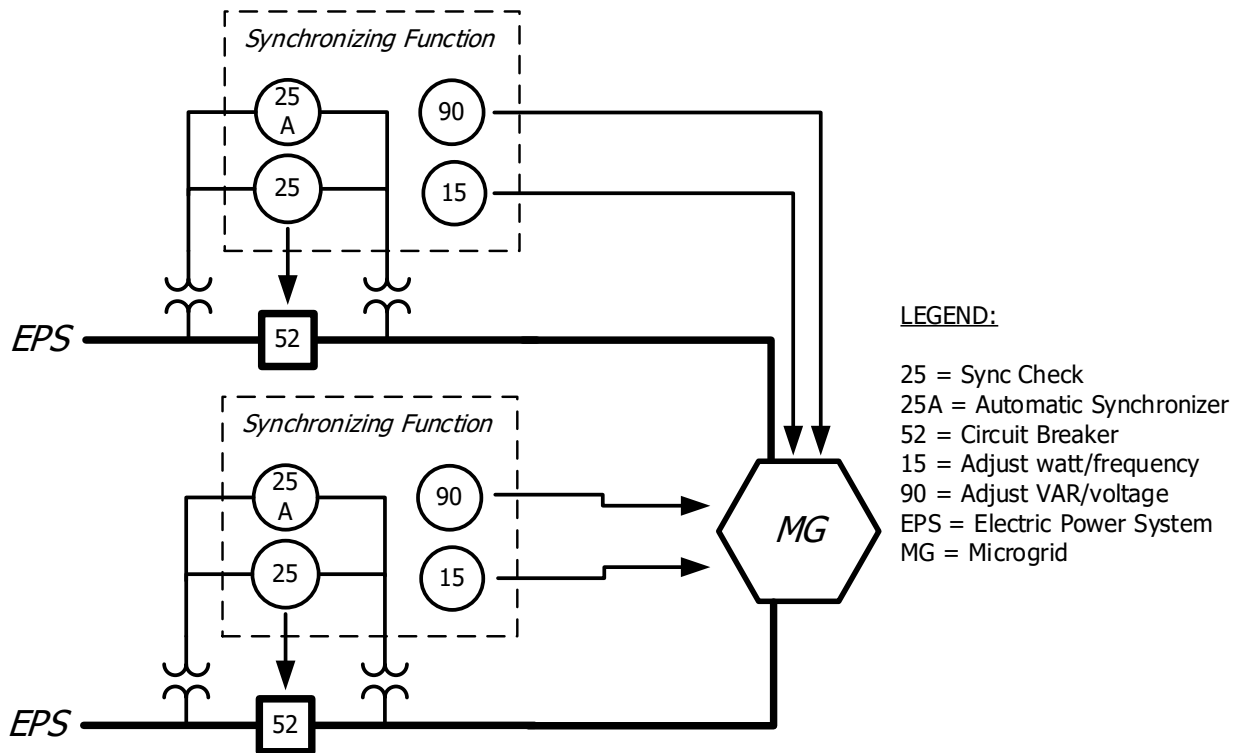 Synchronizing Function
25
A
90
25
15
EPS
52
Synchronizing Function
25
A
90
25
15
EPS
52
MG
LEGEND:
25 = Sync Check
25A = Automatic Synchronizer
52 = Circuit Breaker
15 = Adjust watt/frequency
90 = Adjust VAR/voltage
EPS = Electric Power System
MG = Microgrid